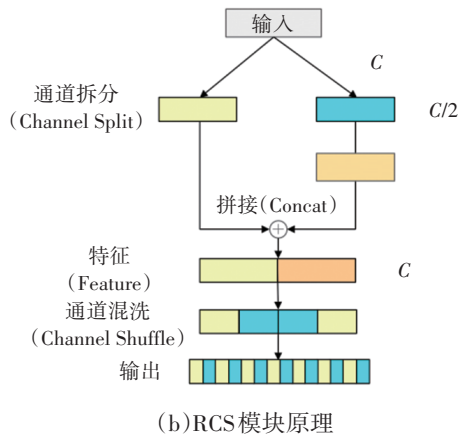 输入
C
通道拆分
(Channel Split)
C/2
拼接(Concat)
特征
(Feature)
C
通道混洗
(Channel Shuffle)
输出
(b)RCS模块原理